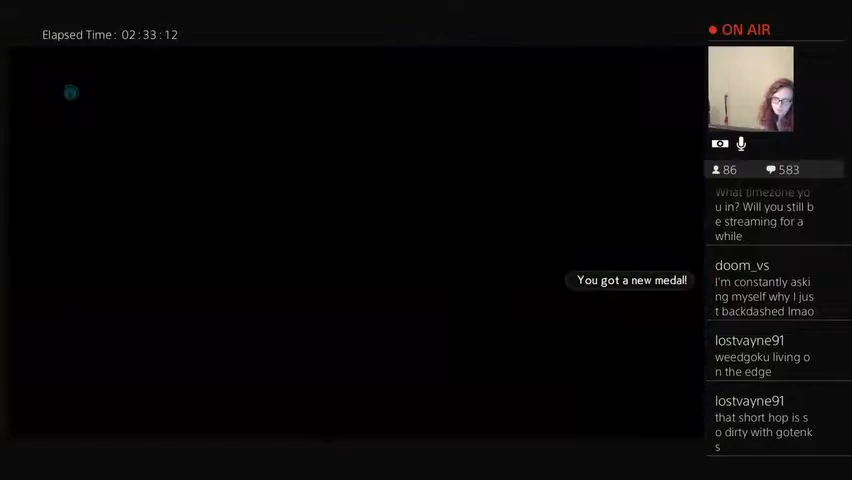 Elapsed Time: 02:33:12
ON AIR
86
583
What timezone yo
u in? Will you still b
e streaming for a
while
You got a new medal!
doom_vs
I'm constantly aski
ng myself why I jus
t backdashed lmao
lostvayne91
weedgoku living o
n the edge
lostvayne91
that short hop is s
o dirty with gotenk
s